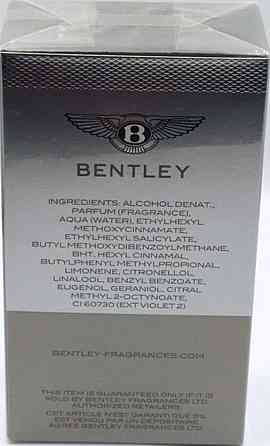 B
BENTLEY
INGREDIENTS: ALCOHOL DENAT.,
PARFUM (FRAGRANCE),
AQUA (WATER), ETHYLHEXYL
METHOXYCINNAMATE,
ETHYLHEXYL SALICYLATE,
BUTYL METHOXYDIBENZOYLMETHANE,
BHT, HEXYL CINNAMAL,
BUTYLPHENYL METHYLPROPIONAL,
LIMONENE, CITRONELLOL,
LINALOOL, BENZYL BENZOATE,
EUGENOL, GERANIOL, CITRAL
METHYL 2-OCTYNOATE,
CI 60730 (EXT VIOLET 2)
BENTLEY-FRAGRANCES.COM
THIS ITEM IS GUARANTEED ONLY IF IT IS
SOLD BY BENTLEY FRAGRANCES LTD
AUTHORIZED RETAILERS
CET ARTICLE N'EST GARANTI QUE S'IL
EST VENDU PAR UN DEPOSITAIRE
AGREE BENTLEY FRAGRANCES LTD